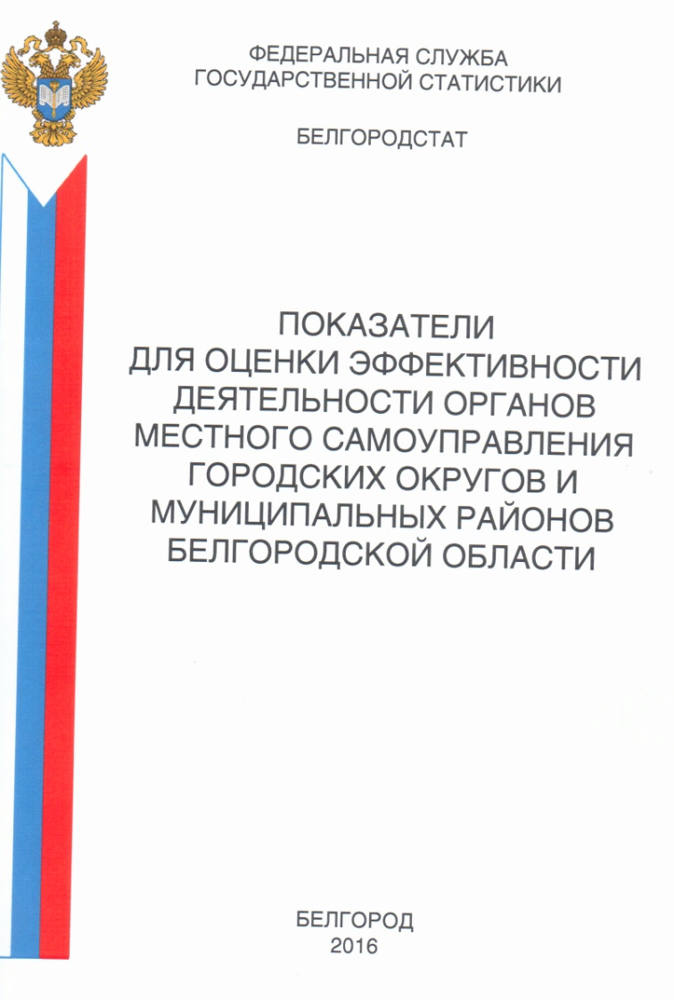 ФЕДЕРАЛЬНАЯ СЛУЖБА
ГОСУДАРСТВЕННОЙ СТАТИСТИКИ
БЕЛГОРОДСТАТ
ПОКАЗАТЕЛИ
ДЛЯ ОЦЕНКИ ЭФФЕКТИВНОСТИ
ДЕЯТЕЛЬНОСТИ ОРГАНОВ
МЕСТНОГО САМОУПРАВЛЕНИЯ
ГОРОДСКИХ ОКРУГОВ И
МУНИЦИПАЛЬНЫХ РАЙОНОВ
БЕЛГОРОДСКОЙ ОБЛАСТИ
БЕЛГОРОД
2016